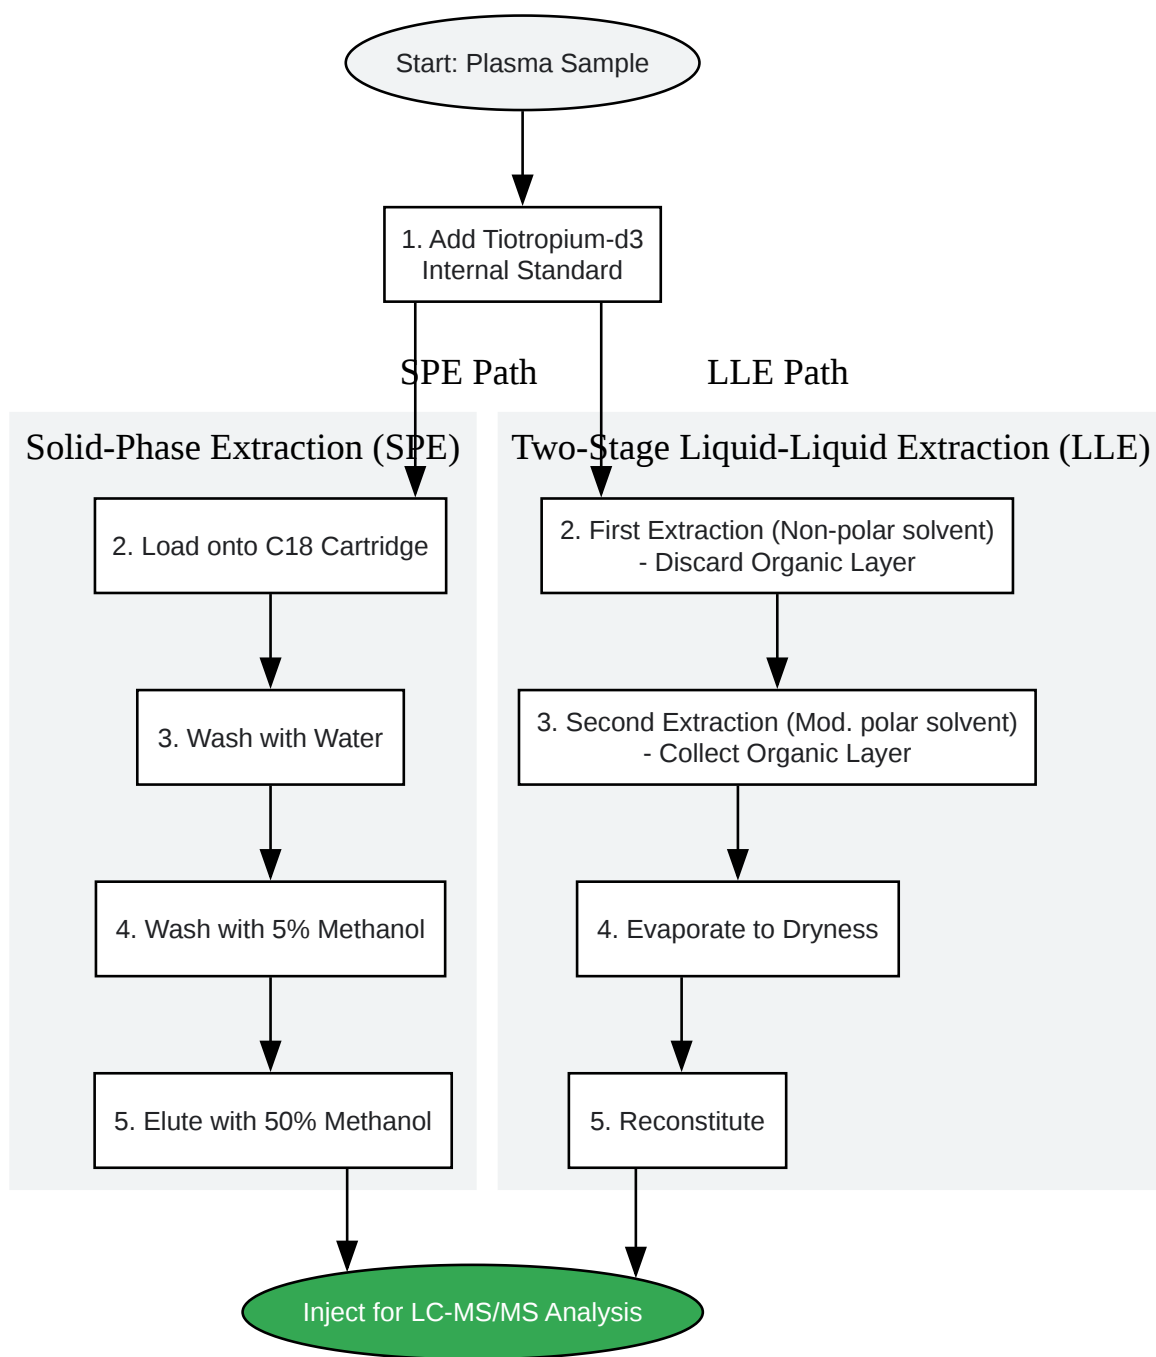 Start: Plasma Sample
1. Add Tiotropium-d3
Internal Standard
SPE Path
LLE Path
Solid-Phase Extraction (SPE)
2. Load onto C18 Cartridge
3. Wash with Water
4. Wash with 5% Methanol
5. Elute with 50% Methanol
Two-Stage Liquid-Liquid Extraction (LLE)
2. First Extraction (Non-polar solvent)
- Discard Organic Layer
3. Second Extraction (Mod. polar solvent)
- Collect Organic Layer
4. Evaporate to Dryness
5. Reconstitute
Inject for LC-MS/MS Analysis